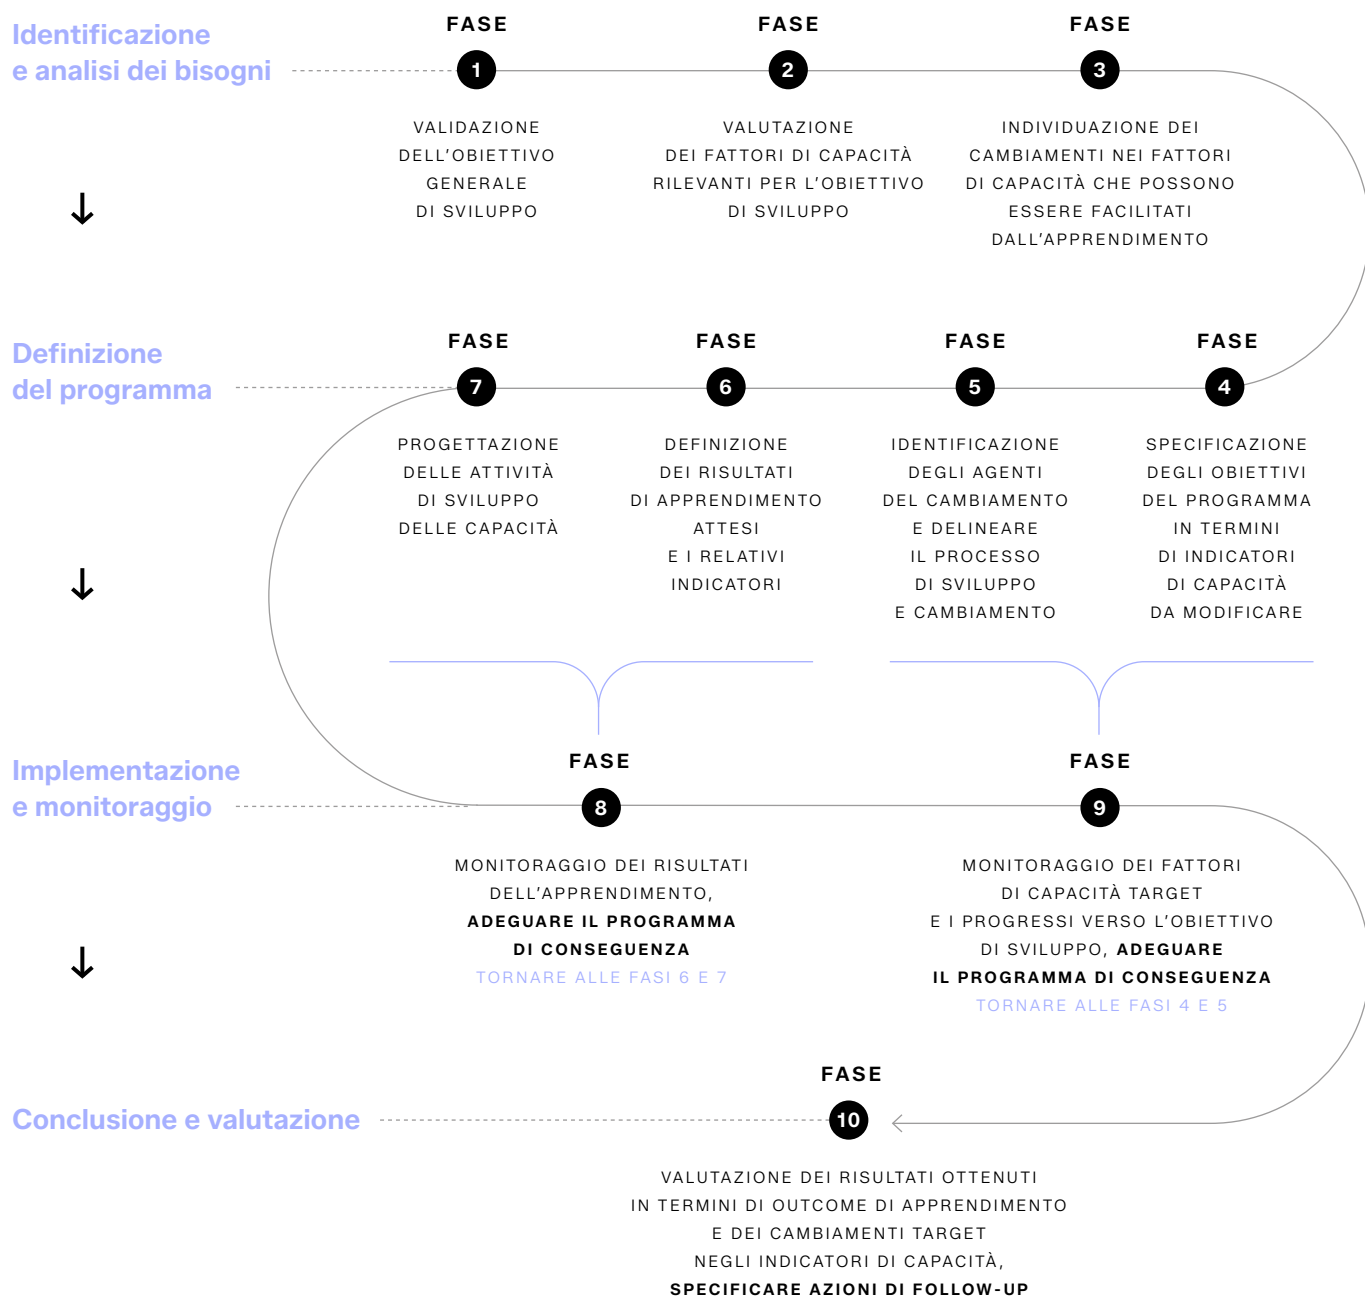 Identificazione
e analisi dei bisogni
FASE
1
VALIDAZIONE
DELL’OBIETTIVO
GENERALE
DI SVILUPPO
FASE
2
VALUTAZIONE
DEI FATTORI DI CAPACITÀ
RILEVANTI PER L’OBIETTIVO
DI SVILUPPO
FASE
3
INDIVIDUAZIONE DEI
CAMBIAMENTI NEI FATTORI
DI CAPACITÀ CHE POSSONO
ESSERE FACILITATI
DALL’APPRENDIMENTO
Definizione
del programma
FASE
7
PROGETTAZIONE
DELLE ATTIVITÀ
DI SVILUPPO
DELLE CAPACITÀ
FASE
6
DEFINIZIONE
DEI RISULTATI
DI APPRENDIMENTO
ATTESI
E I RELATIVI
INDICATORI
FASE
5
IDENTIFICAZIONE
DEGLI AGENTI
DEL CAMBIAMENTO
E DELINEARE
IL PROCESSO
DI SVILUPPO
E CAMBIAMENTO
FASE
4
SPECIFICAZIONE
DEGLI OBIETTIVI
DEL PROGRAMMA
IN TERMINI
DI INDICATORI
DI CAPACITÀ
DA MODIFICARE
Implementazione
e monitoraggio
FASE
8
MONITORAGGIO DEI RISULTATI
DELL’APPRENDIMENTO,
ADEGUARE IL PROGRAMMA
DI CONSEGUENZA
TORNARE ALLE FASI 6 E 7
FASE
9
MONITORAGGIO DEI FATTORI
DI CAPACITÀ TARGET
E I PROGRESSI VERSO L’OBIETTIVO
DI SVILUPPO, ADEGUARE
IL PROGRAMMA DI CONSEGUENZA
TORNARE ALLE FASI 4 E 5
Conclusione e valutazione
FASE
10
VALUTAZIONE DEI RISULTATI OTTENUTI
IN TERMINI DI OUTCOME DI APPRENDIMENTO
E DEI CAMBIAMENTI TARGET
NEGLI INDICATORI DI CAPACITÀ,
SPECIFICARE AZIONI DI FOLLOW-UP